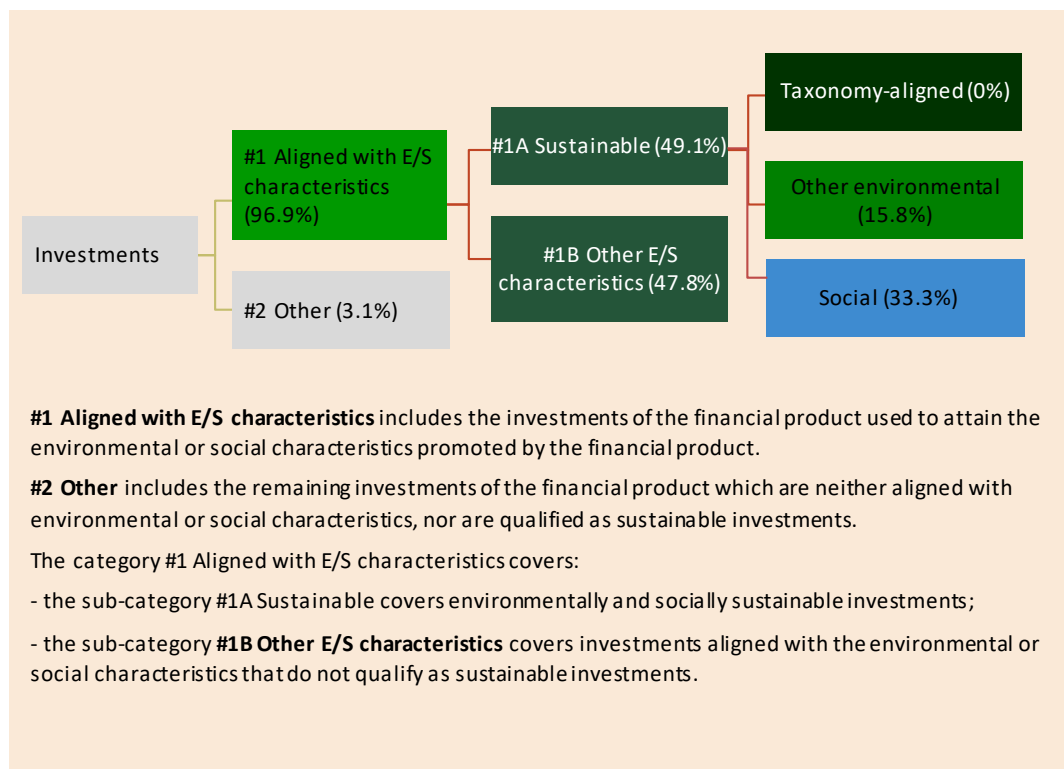 Investments
#1 Aligned with E/S
characteristics
(96.9%)
#2 Other (3.1%)
#1A Sustainable (49.1%)
#1B Other E/S
characteristics (47.8%)
Taxonomy-aligned (0%)
Other environmental
(15.8%)
Social (33.3%)
#1 Aligned with E/S characteristics includes the investments of the financial product used to attain the
environmental or social characteristics promoted by the financial product.
#2 Other includes the remaining investments of the financial product which are neither aligned with
environmental or social characteristics, nor are qualified as sustainable investments.
The category #1 Aligned with E/S characteristics covers:
- the sub-category #1A Sustainable covers environmentally and socially sustainable investments;
- the sub-category #1B Other E/S characteristics covers investments aligned with the environmental or
social characteristics that do not qualify as sustainable investments.